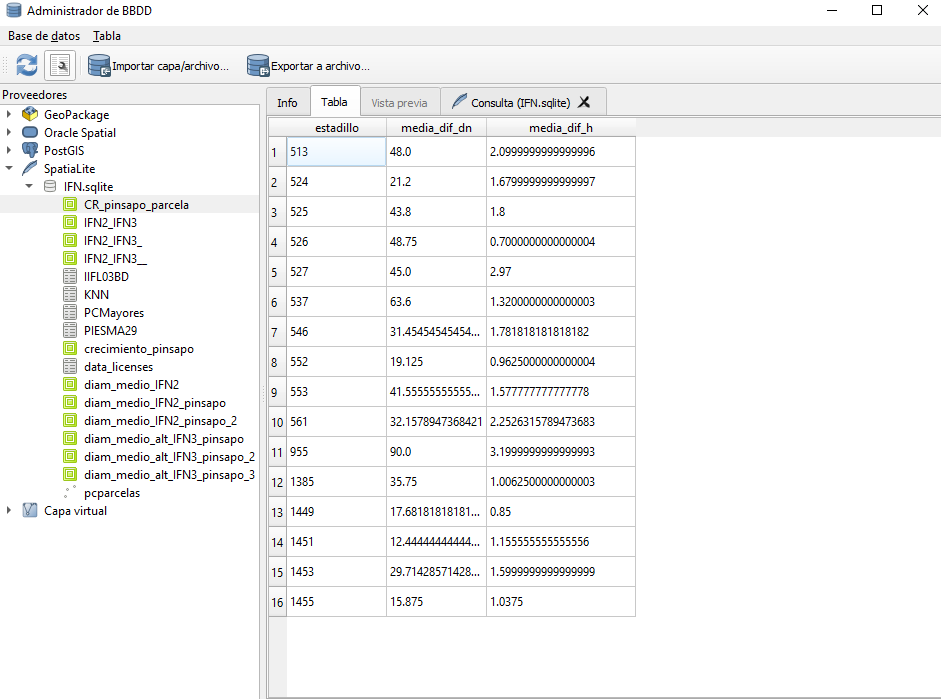 Administrador de BBDD
Base de datos Tabla
Importar capa/archivo... Exportar a archivo...
Proveedores
GeoPackage
Oracle Spatial
PostGIS
SpatiaLite
IFN.sqlite
CR_pinsapo_parcela
IFN2_IFN3
IFN2_IFN3_
IFN2_IFN3__
IIFL03BD
KNN
PCMayores
PIESMA29
crecimiento_pinsapo
data_licenses
diam_medio_IFN2
diam_medio_IFN2_pinsapo
diam_medio_IFN2_pinsapo_2
diam_medio_alt_IFN3_pinsapo
diam_medio_alt_IFN3_pinsapo_2
diam_medio_alt_IFN3_pinsapo_3
pcparcelas
Capa virtual
Info Tabla Vista previa Consulta (IFN.sqlite)
estadillo media_dif_dn media_dif_h
1 513 48.0 2.0999999999999996
2 524 21.2 1.6799999999999997
3 525 43.8 1.8
4 526 48.75 0.7000000000000004
5 527 45.0 2.97
6 537 63.6 1.3200000000000003
7 546 31.45454545454... 1.781818181818182
8 552 19.125 0.9625000000000004
9 553 41.55555555555... 1.577777777777778
10 561 32.1578947368421 2.2526315789473683
11 955 90.0 3.1999999999999993
12 1385 35.75 1.0062500000000003
13 1449 17.68181818181... 0.85
14 1451 12.44444444444... 1.155555555555556
15 1453 29.71428571428... 1.5999999999999999
16 1455 15.875 1.0375